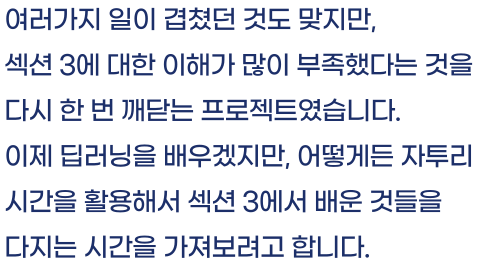 여러가지 일이 겹쳤던 것도 맞지만,
섹션 3에 대한 이해가 많이 부족했다는 것을
다시 한 번 깨닫는 프로젝트였습니다.
이제 딥러닝을 배우겠지만, 어떻게든 자투리
시간을 활용해서 섹션 3에서 배운 것들을
다지는 시간을 가져보려고 합니다.